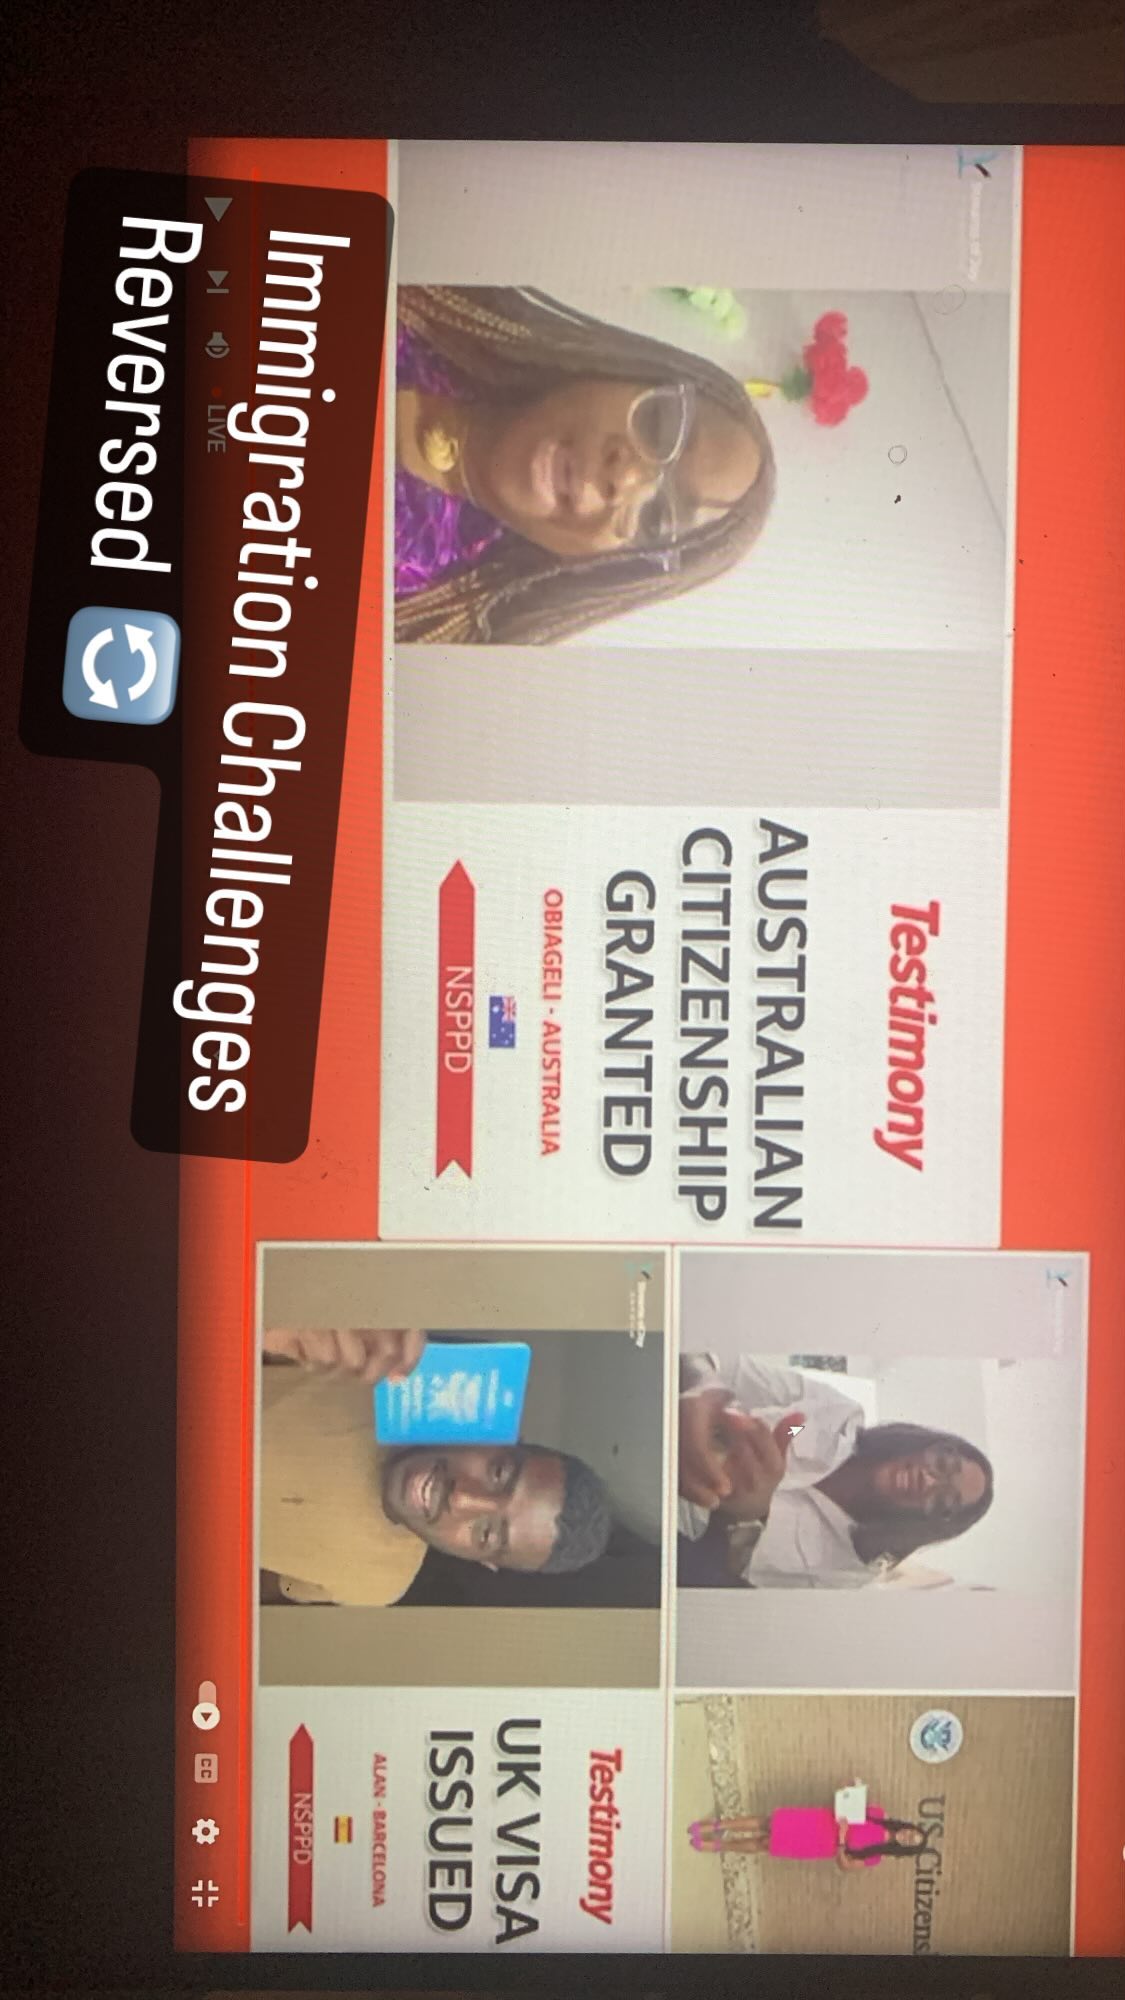 Testimony
AUSTRALIAN
CITIZENSHIP
GRANTED
OBIAGELI - AUSTRALIA
NSPPD
US Citizens
Testimony
UK VISA
ISSUED
ALAN - BARCELONA
NSPPD
LIVE
CC
Immigration Challenges
Reversed 🔄